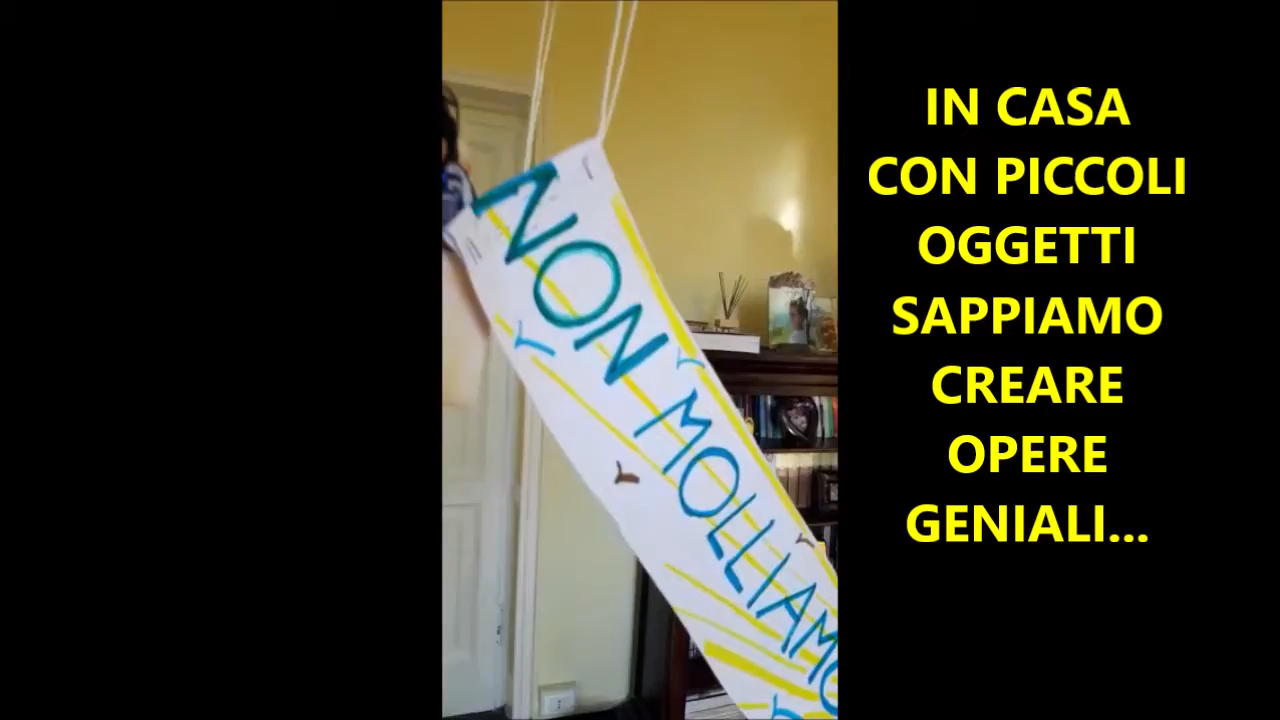 NON MOLLIAMO
IN CASA
CON PICCOLI
OGGETTI
SAPPIAMO
CREARE
OPERE
GENIALI...